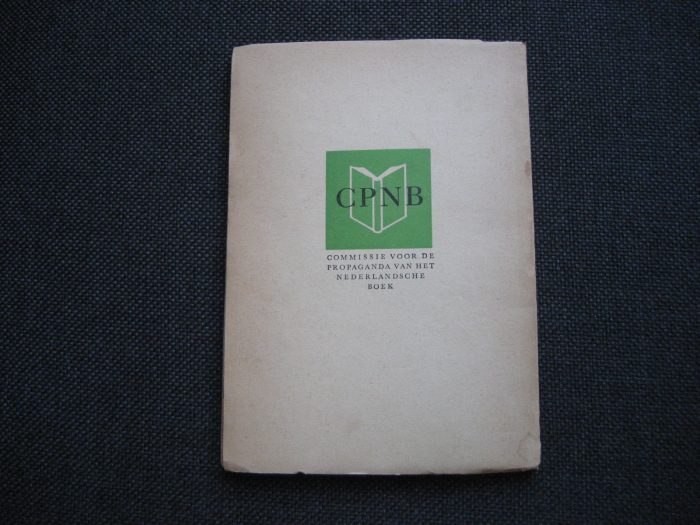 CPNB
COMMISSIE VOOR DE
PROPAGANDA VAN HET
NEDERLANDSCHE
BOEK